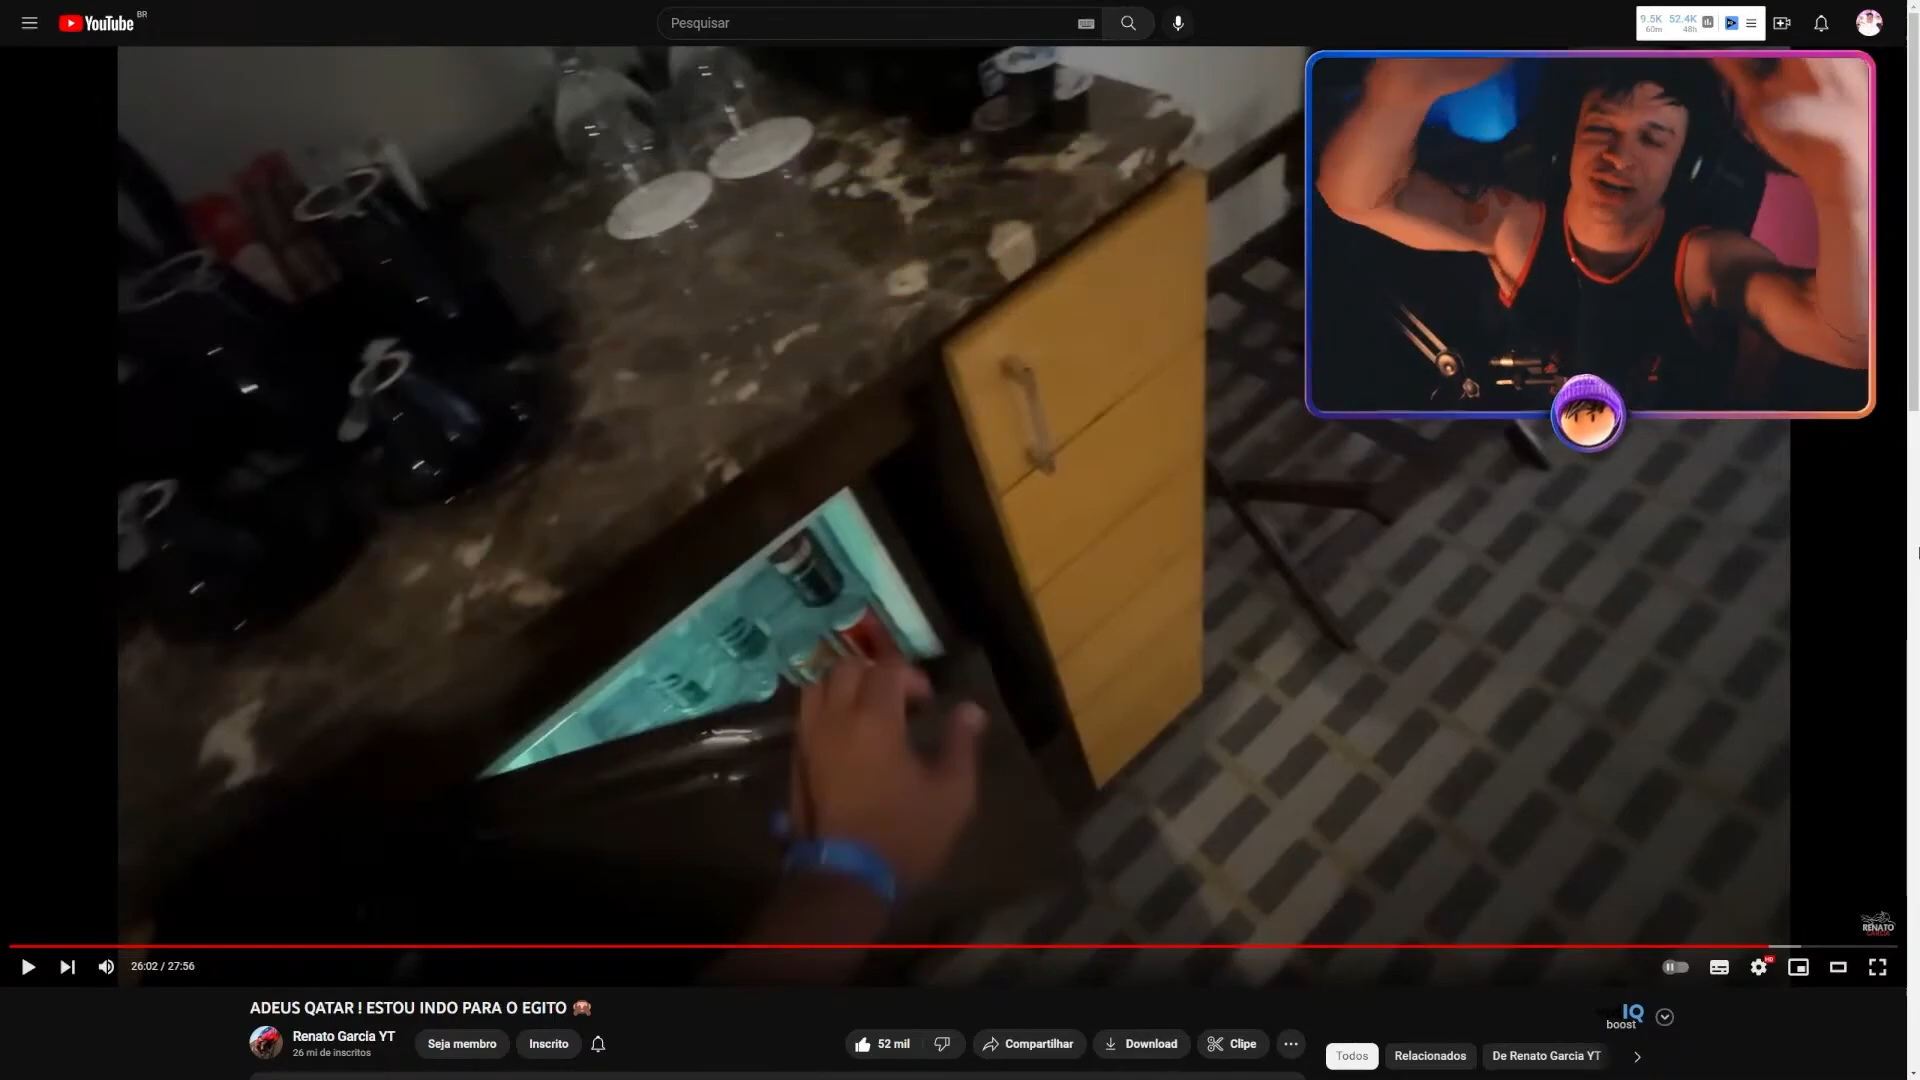 YouTube BR
Pesquisar
9.5K 52.4K
60m 48h
RENATO
GARCIA
26:02 / 27:56
HD
ADEUS QATAR ! ESTOU INDO PARA O EGITO
IQ
boost
Renato Garcia YT
26 mi de inscritos
Seja membro
Inscrito
52 mil
Compartilhar
Download
Clipe
Todos
Relacionados
De Renato Garcia YT